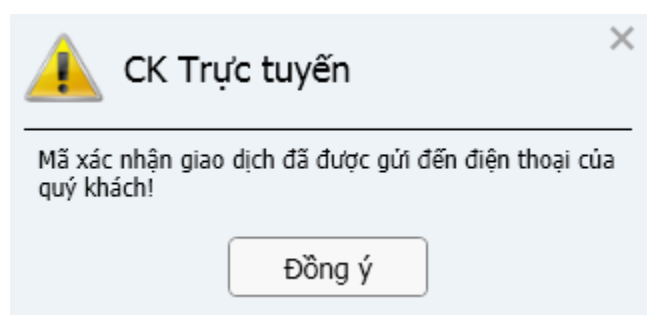 CK Trực tuyến
Mã xác nhận giao dịch đã được gửi đến điện thoại của
quý khách!
Đồng ý